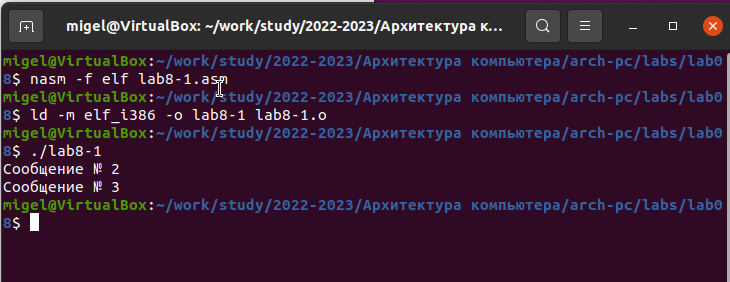 migel@VirtualBox: ~/work/study/2022-2023/Архитектура к...
migel@VirtualBox:~/work/study/2022-2023/Архитектура компьютера/arch-pc/labs/lab0
8$ nasm -f elf lab8-1.asm
migel@VirtualBox:~/work/study/2022-2023/Архитектура компьютера/arch-pc/labs/lab0
8$ ld -m elf_i386 -o lab8-1 lab8-1.o
migel@VirtualBox:~/work/study/2022-2023/Архитектура компьютера/arch-pc/labs/lab0
8$ ./lab8-1
Сообщение № 2
Сообщение № 3
migel@VirtualBox:~/work/study/2022-2023/Архитектура компьютера/arch-pc/labs/lab0
8$